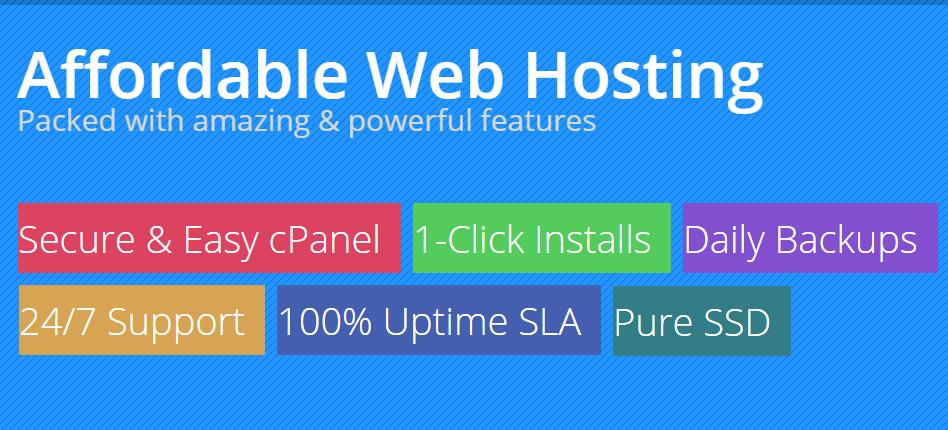 Affordable Web Hosting
Packed with amazing & powerful features
Secure & Easy cPanel 1-Click Installs Daily Backups
24/7 Support 100% Uptime SLA Pure SSD